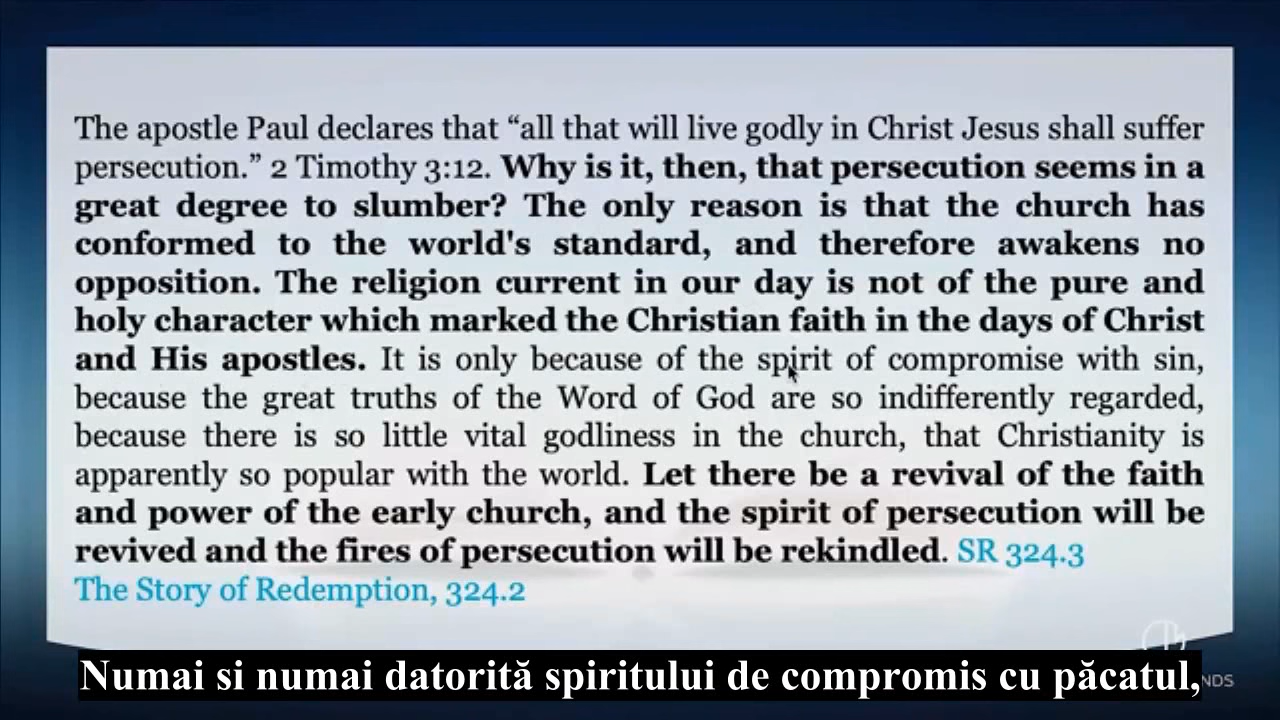 The apostle Paul declares that “all that will live godly in Christ Jesus shall suffer
persecution.” 2 Timothy 3:12. Why is it, then, that persecution seems in a
great degree to slumber? The only reason is that the church has
conformed to the world's standard, and therefore awakens no
opposition. The religion current in our day is not of the pure and
holy character which marked the Christian faith in the days of Christ
and His apostles. It is only because of the spirit of compromise with sin,
because the great truths of the Word of God are so indifferently regarded,
because there is so little vital godliness in the church, that Christianity is
apparently so popular with the world. Let there be a revival of the faith
and power of the early church, and the spirit of persecution will be
revived and the fires of persecution will be rekindled. SR 324.3
The Story of Redemption, 324.2
Numai si numai datorită spiritului de compromis cu păcatul,